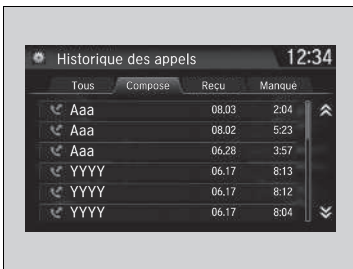 Historique des appels 12:34
Tous Compose Reçu Manqué
Aaa 08.03 2:04
Aaa 08.02 5:23
Aaa 06.28 3:57
YYYY 06.17 8:13
YYYY 06.17 8:12
YYYY 06.17 8:04